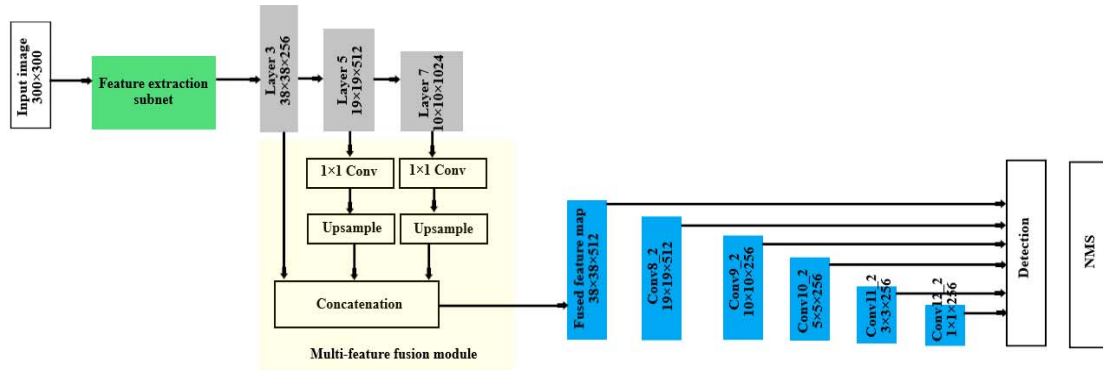 Input image
300×300
Feature extraction
subnet
Layer 3
38×38×256
Layer 5
19×19×512
Layer 7
10×10×1024
1×1 Conv
1×1 Conv
Upsample
Upsample
Concatenation
Multi-feature fusion module
Fused feature map
38×38×512
Conv8_2
19×19×512
Conv9_2
10×10×256
Conv10_2
5×5×256
Conv11_2
3×3×256
Conv12_2
1×1×256
Detection
NMS